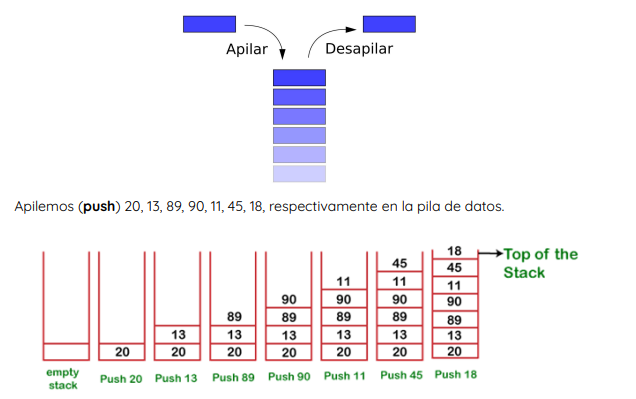 Apilar Desapilar
Apilemos (push) 20, 13, 89, 90, 11, 45, 18, respectivamente en la pila de datos.
18 Top of the
45 45 Stack
11 11 11
90 90 90 90
89 89 89 89 89
13 13 13 13 13 13
20 20 20 20 20 20 20
empty stack Push 20 Push 13 Push 89 Push 90 Push 11 Push 45 Push 18